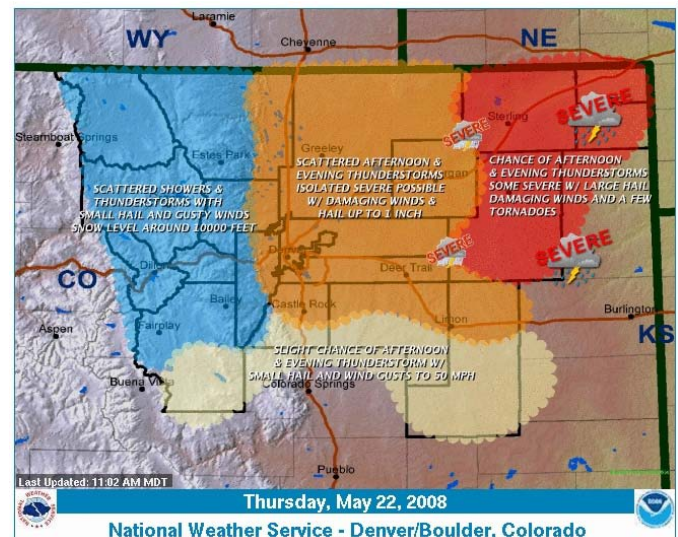 Laramie
WY
Cheyenne
NE
Steamboat Springs
Estes Park
Greeley
Sterling
SEVERE
SEVERE
SCATTERED SHOWERS &
THUNDERSTORMS WITH
SMALL HAIL AND GUSTY WINDS
SNOW LEVEL AROUND 10000 FEET
SCATTERED AFTERNOON &
EVENING THUNDERSTORMS
ISOLATED SEVERE POSSIBLE
W/ DAMAGING WINDS &
HAIL UP TO 1 INCH
CHANCE OF AFTERNOON
& EVENING THUNDERSTORMS
SOME SEVERE W/ LARGE HAIL
DAMAGING WINDS AND A FEW
TORNADOES
SEVERE
SEVERE
CO
Deer Trail
Bailey
Castle Rock
Aspen
Fairplay
Limon
Burlington
KS
SLIGHT CHANCE OF AFTERNOON
& EVENING THUNDERSTORM W/
SMALL HAIL AND WIND GUSTS TO 50 MPH
Buena
Colorado Springs
Pueblo
Last Updated: 11:02 AM MDT
Thursday, May 22, 2008
National Weather Service - Denver/Boulder, Colorado